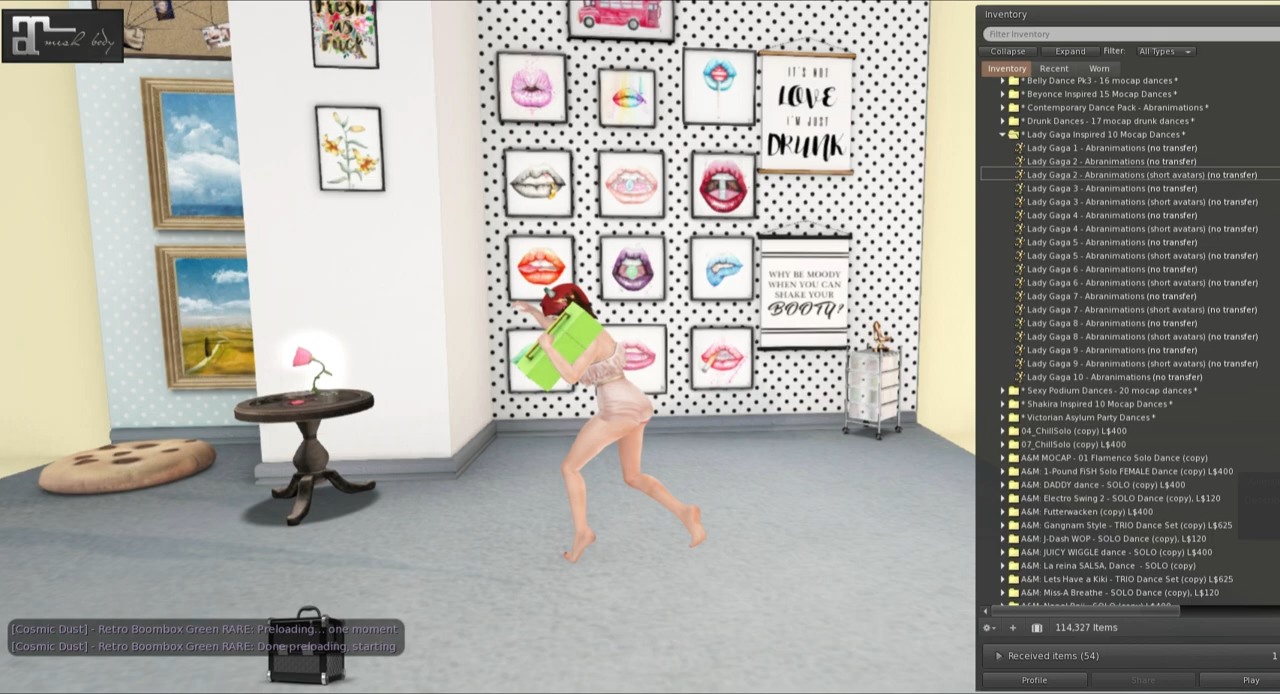 mesh body
Fresh
as
IT'S NOT
LOVE
I'M JUST
DRUNK
WHY BE MOODY
WHEN YOU CAN
SHAKE YOUR
BOOTY?
[Cosmic Dust] - Retro Boombox Green RARE: Preloading... one moment
[Cosmic Dust] - Retro Boombox Green RARE: Done preloading, starting
Inventory
Filter Inventory
Collapse Expand Filter: All Types
Inventory Recent Worn
* Belly Dance Pk3 - 16 mocap dances *
* Beyonce Inspired 15 Mocap Dances *
* Contemporary Dance Pack - Abranimations *
* Drunk Dances - 17 mocap drunk dances *
* Lady Gaga Inspired 10 Mocap Dances *
Lady Gaga 1 - Abranimations (no transfer)
Lady Gaga 2 - Abranimations (no transfer)
Lady Gaga 2 - Abranimations (short avatars) (no transfer)
Lady Gaga 3 - Abranimations (no transfer)
Lady Gaga 3 - Abranimations (short avatars) (no transfer)
Lady Gaga 4 - Abranimations (no transfer)
Lady Gaga 4 - Abranimations (short avatars) (no transfer)
Lady Gaga 5 - Abranimations (no transfer)
Lady Gaga 5 - Abranimations (short avatars) (no transfer)
Lady Gaga 6 - Abranimations (no transfer)
Lady Gaga 6 - Abranimations (short avatars) (no transfer)
Lady Gaga 7 - Abranimations (no transfer)
Lady Gaga 7 - Abranimations (short avatars) (no transfer)
Lady Gaga 8 - Abranimations (no transfer)
Lady Gaga 8 - Abranimations (short avatars) (no transfer)
Lady Gaga 9 - Abranimations (no transfer)
Lady Gaga 9 - Abranimations (short avatars) (no transfer)
Lady Gaga 10 - Abranimations (no transfer)
* Sexy Podium Dances - 20 mocap dances *
* Shakira Inspired 10 Mocap Dances *
* Victorian Asylum Party Dances *
04_ChillSolo (copy) L$400
07_ChillSolo (copy) L$400
A&M MOCAP - 01 Flamenco Solo Dance (copy)
A&M: 1-Pound FiSH Solo FEMALE Dance (copy) L$400
A&M: DADDY dance - SOLO (copy) L$400
A&M: Electro Swing 2 - SOLO Dance (copy), L$120
A&M: Futterwacken (copy) L$400
A&M: Gangnam Style - TRIO Dance Set (copy) L$625
A&M: J-Dash WOP - SOLO Dance (copy), L$120
A&M: JUICY WIGGLE dance - SOLO (copy) L$400
A&M: La reina SALSA, Dance - SOLO (copy)
A&M: Lets Have a Kiki - TRIO Dance Set (copy) L$625
A&M: Miss-A Breathe - SOLO Dance (copy), L$120
114,327 Items
Received items (54) 1
Profile Share Play